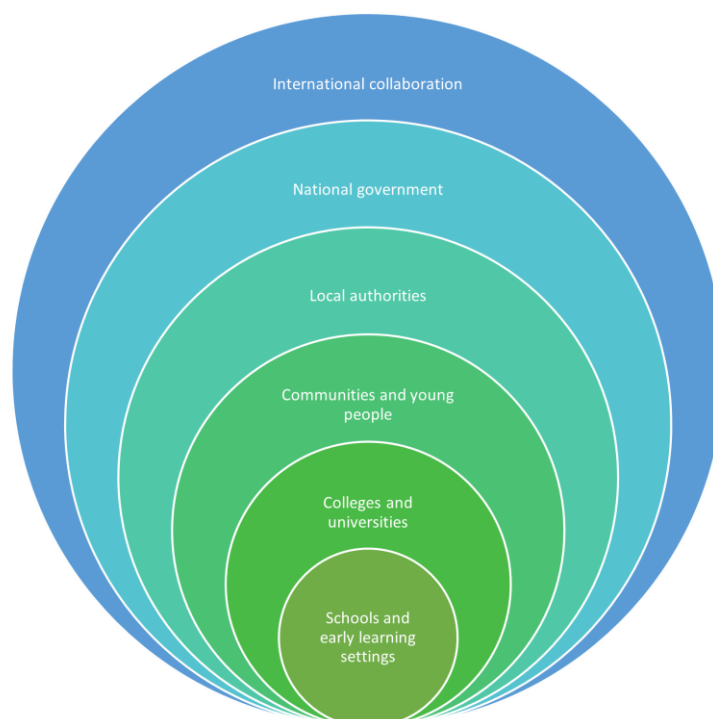 International collaboration
National government
Local authorities
Communities and young
people
Colleges and
universities
Schools and
early learning
settings